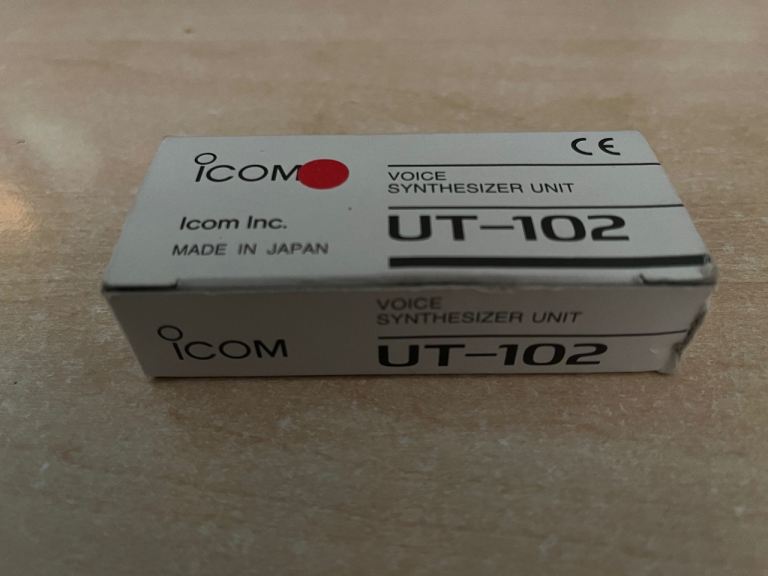 ICOM
CE
VOICE
SYNTHESIZER UNIT
UT-102
Icom Inc.
MADE IN JAPAN
ICOM
VOICE
SYNTHESIZER UNIT
UT-102